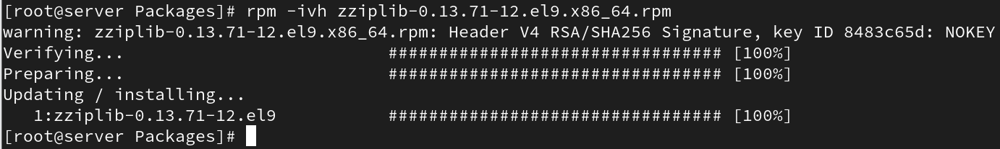 [root@server Packages]# rpm -ivh zziplib-0.13.71-12.el9.x86_64.rpm
warning: zziplib-0.13.71-12.el9.x86_64.rpm: Header V4 RSA/SHA256 Signature, key ID 8483c65d: NOKEY
Verifying...                          ################################# [100%]
Preparing...                          ################################# [100%]
Updating / installing...
   1:zziplib-0.13.71-12.el9           ################################# [100%]
[root@server Packages]#